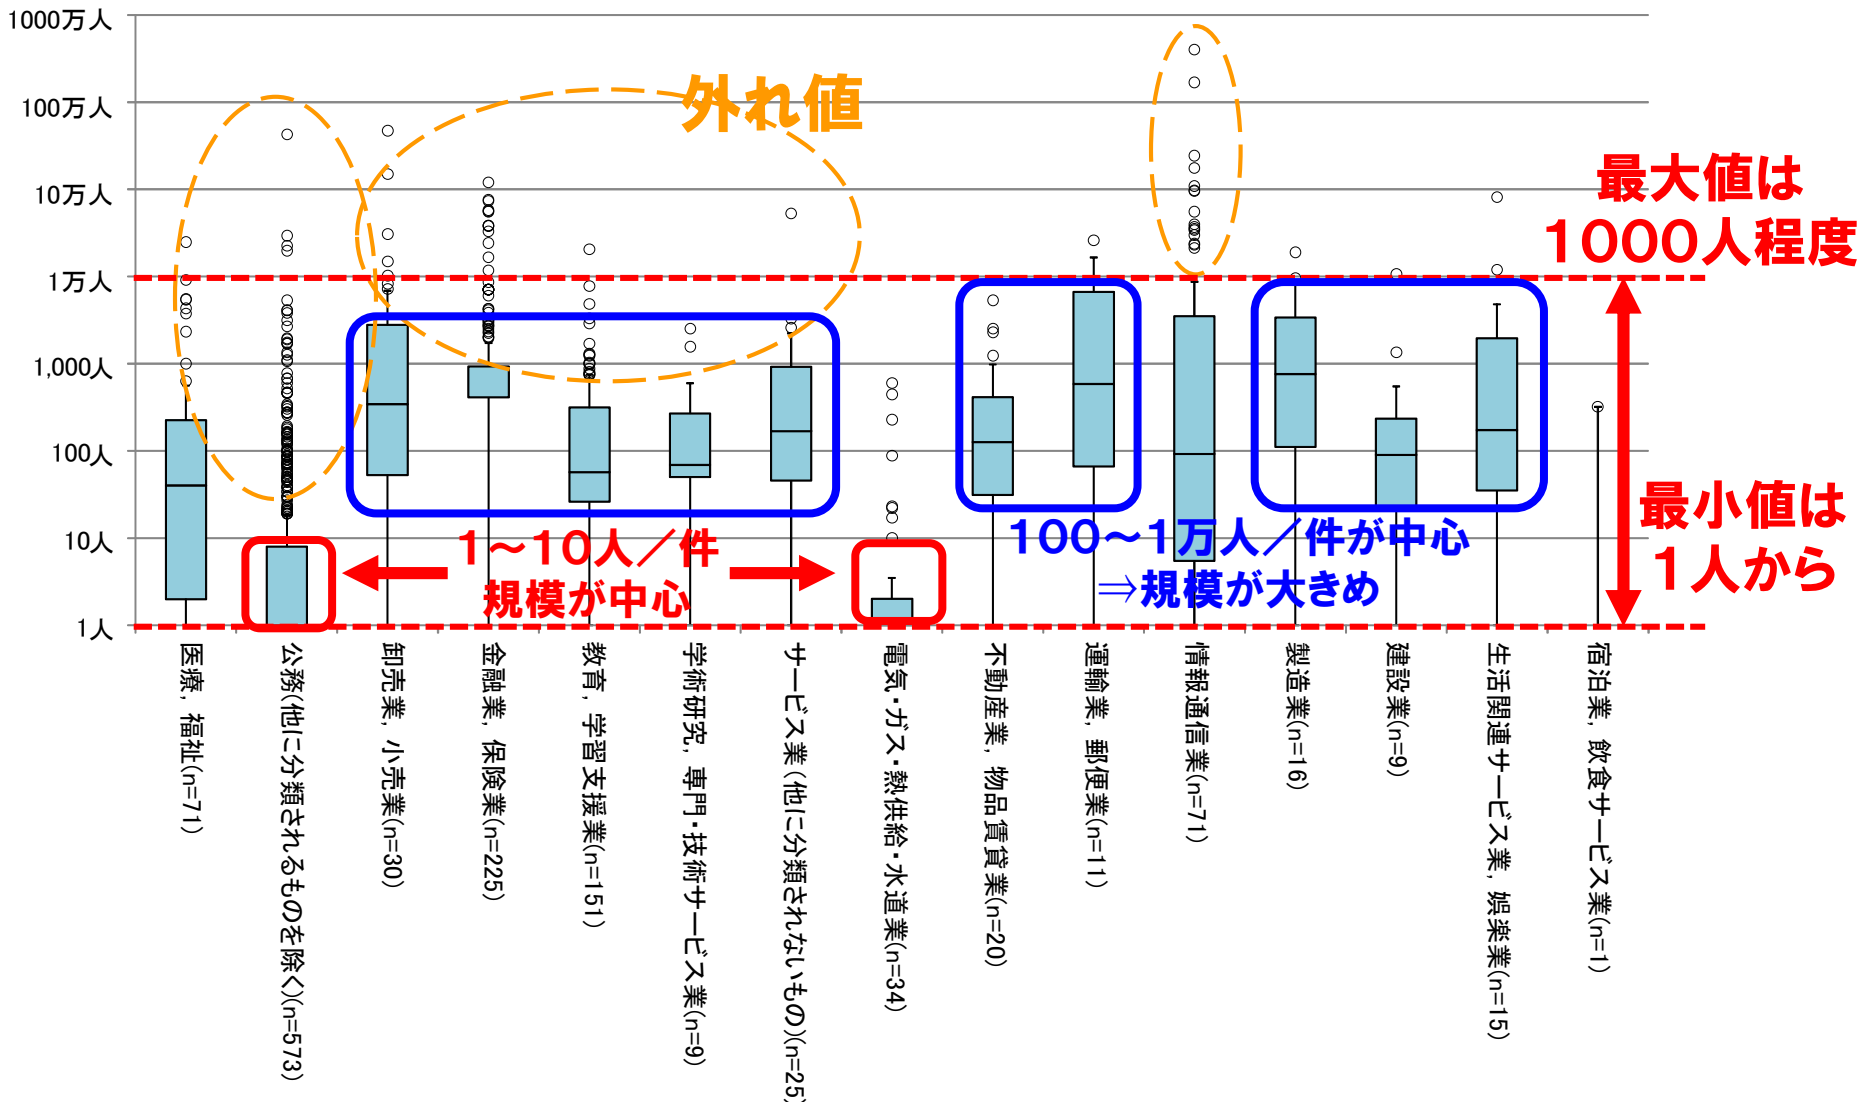 1000万人
100万人
10万人
1万人
1,000人
100人
10人
1人
外れ値
最大値は
1000人程度
最小値は
1人から
1～10人／件
規模が中心
100～1万人／件が中心
⇒規模が大きめ
医療，福祉(n=71)
公務(他に分類されるものを除く)(n=573)
卸売業，小売業(n=30)
金融業，保険業(n=225)
教育，学習支援業(n=151)
学術研究，専門・技術サービス業(n=9)
サービス業(他に分類されないもの)(n=25)
電気・ガス・熱供給・水道業(n=34)
不動産業，物品賃貸業(n=20)
運輸業，郵便業(n=11)
情報通信業(n=71)
製造業(n=16)
建設業(n=9)
生活関連サービス業，娯楽業(n=15)
宿泊業，飲食サービス業(n=1)